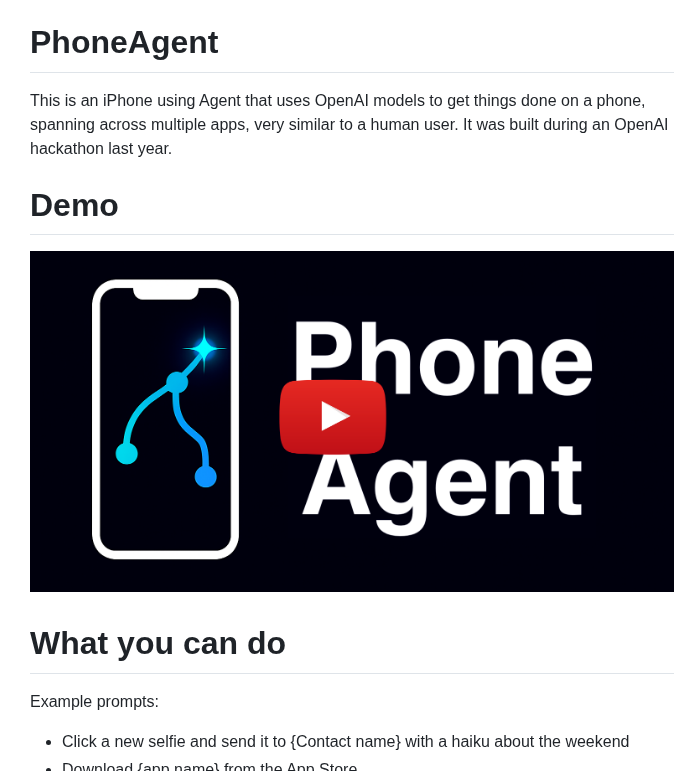 PhoneAgent
This is an iPhone using Agent that uses OpenAI models to get things done on a phone,
spanning across multiple apps, very similar to a human user. It was built during an OpenAI
hackathon last year.
Demo
Phone
Agent
What you can do
Example prompts:
Click a new selfie and send it to {Contact name} with a haiku about the weekend
Download {app name} from the App Store